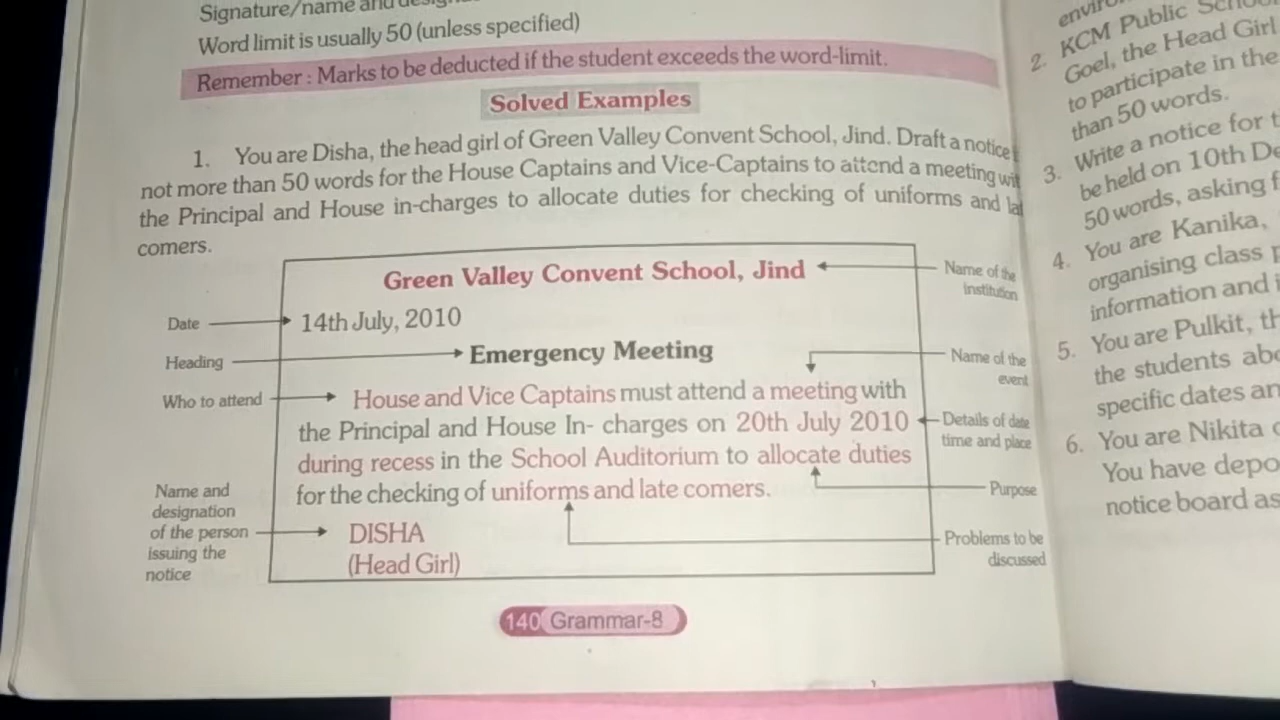 Signature/name and
Word limit is usually 50 (unless specified)
Remember : Marks to be deducted if the student exceeds the word-limit.
Solved Examples
1. You are Disha, the head girl of Green Valley Convent School, Jind. Draft a notice
not more than 50 words for the House Captains and Vice-Captains to attend a meeting
the Principal and House in-charges to allocate duties for checking of uniforms and
comers.
Green Valley Convent School, Jind
Name of the
institution
Date
14th July, 2010
Heading
Emergency Meeting
Name of the
event
Who to attend
House and Vice Captains must attend a meeting with
the Principal and House In- charges on 20th July 2010
Details of date
time and place
during recess in the School Auditorium to allocate duties
for the checking of uniforms and late comers.
Purpose
Name and
designation
of the person
issuing the
notice
DISHA
(Head Girl)
Problems to be
discussed
140 Grammar-8
2. KCM Public
Goel, the Head Girl
to participate in the
than 50 words.
3. Write a notice for
be held on 10th
50 words, asking
4. You are Kanika,
organising class
information and
5. You are Pulkit,
the students
specific dates
6. You are Nikita
You have
notice board as